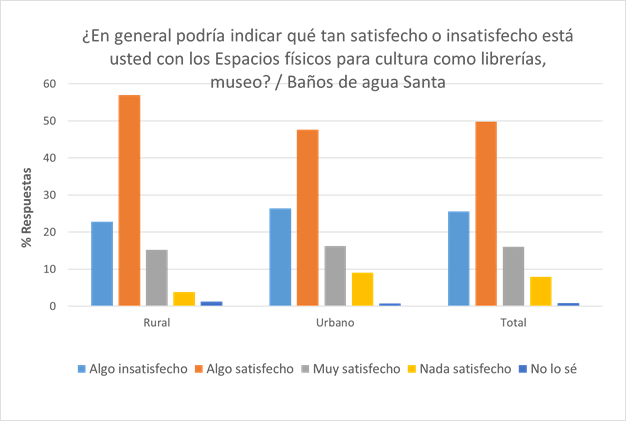 ¿En general podría indicar qué tan satisfecho o insatisfecho está
usted con los Espacios físicos para cultura como librerías,
museo? / Baños de agua Santa
60
50
40
30
20
10
0
% Respuestas
Rural
Urbano
Total
Algo insatisfecho
Algo satisfecho
Muy satisfecho
Nada satisfecho
No lo sé